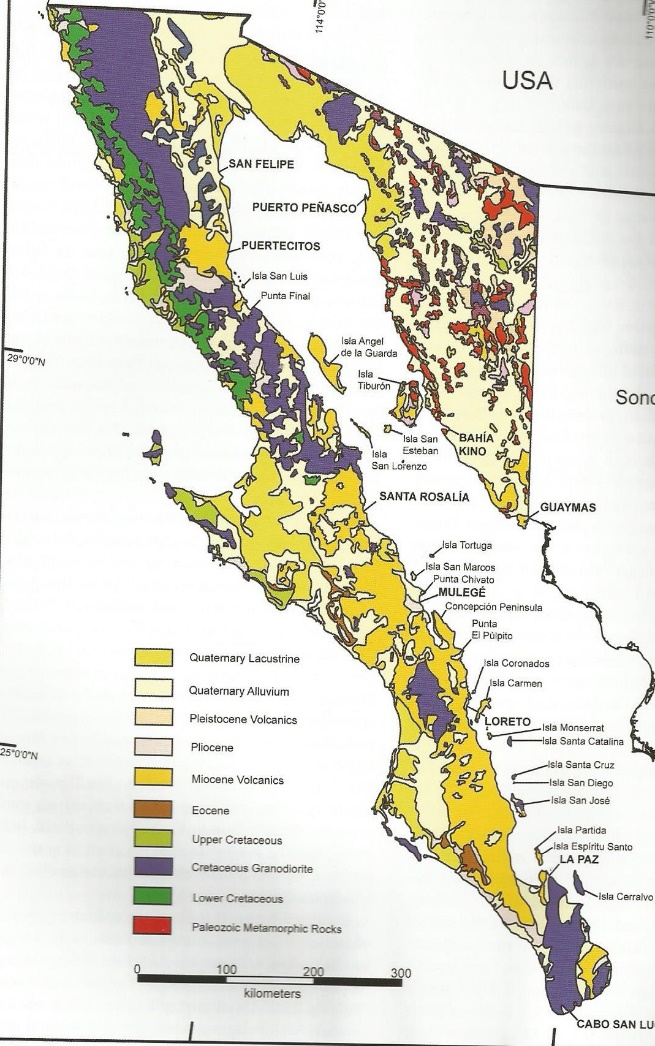 114°0'0"
110°0'0"
USA
SAN FELIPE
PUERTO PEÑASCO
PUERTECITOS
Isla San Luis
Punta Final
Isla Angel
de la Guarda
29°0'0"N
Isla
Tiburón
Sono
Isla San
Esteban
BAHÍA
KINO
Isla
San Lorenzo
SANTA ROSALÍA
GUAYMAS
Isla Tortuga
Isla San Marcos
Punta Chivato
MULEGÉ
Concepción Peninsula
Punta
El Púlpito
Isla Coronados
Isla Carmen
LORETO
Isla Monserrat
Isla Santa Catalina
25°0'0"N
Isla Santa Cruz
Isla San Diego
Isla San José
Isla Partida
Isla Espíritu Santo
LA PAZ
Isla Cerralvo
CABO SAN LU
Quaternary Lacustrine
Quaternary Alluvium
Pleistocene Volcanics
Pliocene
Miocene Volcanics
Eocene
Upper Cretaceous
Cretaceous Granodiorite
Lower Cretaceous
Paleozoic Metamorphic Rocks
0 100 200 300
kilometers